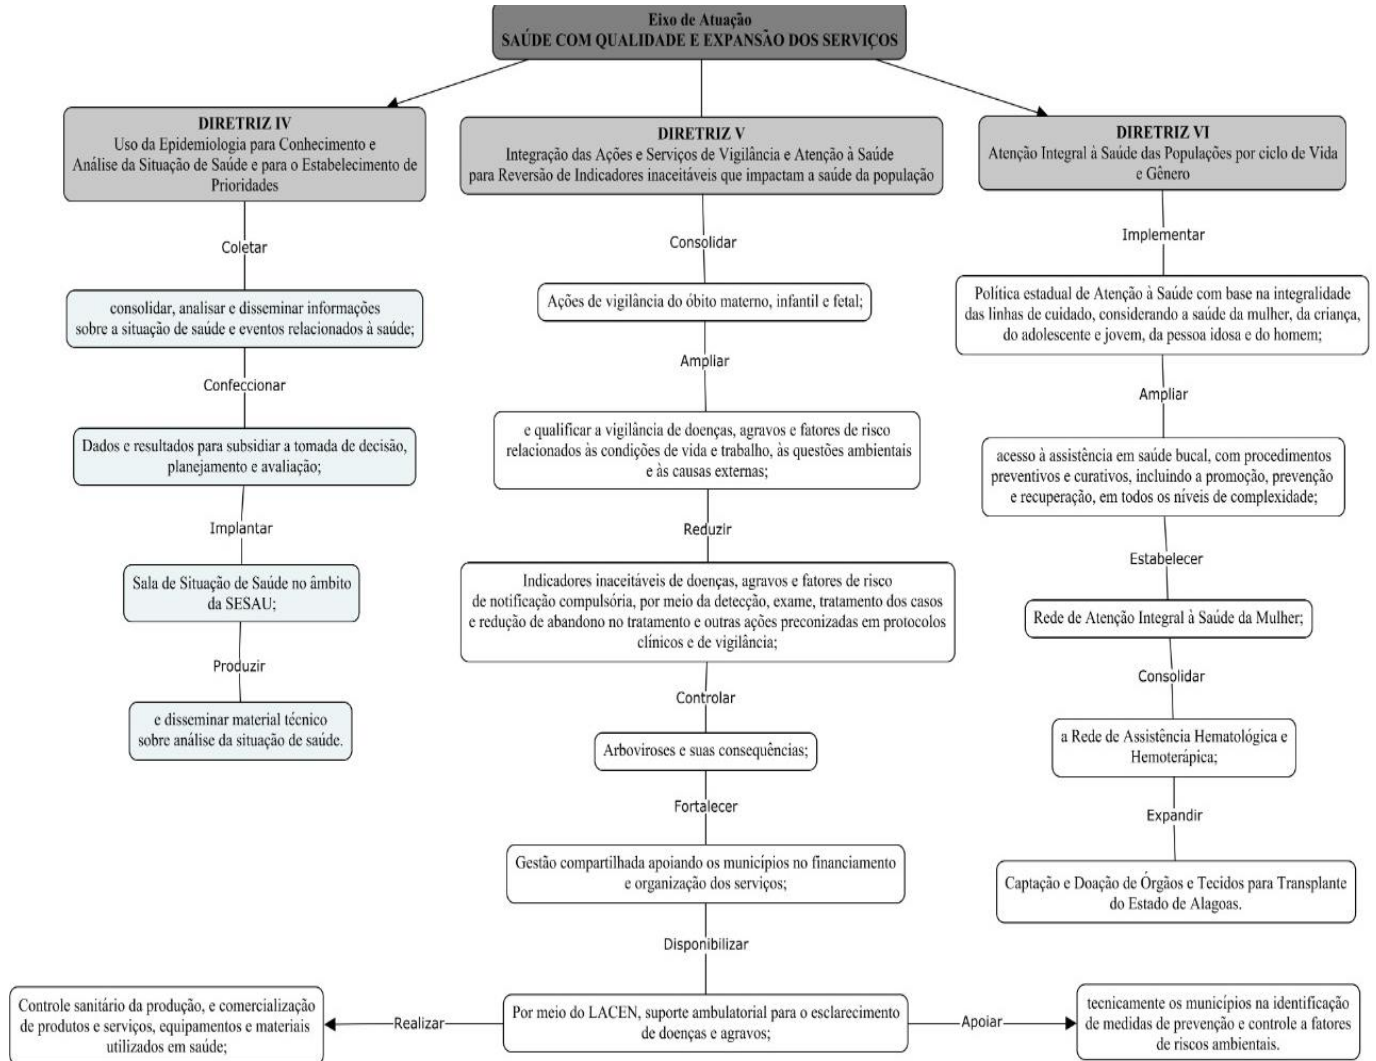 Eixo de Atuação
SAÚDE COM QUALIDADE E EXPANSÃO DOS SERVIÇOS
DIRETRIZ IV
Uso da Epidemiologia para Conhecimento e
Análise da Situação de Saúde e para o Estabelecimento de
Prioridades
Coletar
consolidar, analisar e disseminar informações
sobre a situação de saúde e eventos relacionados à saúde;
Confeccionar
Dados e resultados para subsidiar a tomada de decisão,
planejamento e avaliação;
Implantar
Sala de Situação de Saúde no âmbito
da SESAU;
Produzir
e disseminar material técnico
sobre análise da situação de saúde.
DIRETRIZ V
Integração das Ações e Serviços de Vigilância e Atenção à Saúde
para Reversão de Indicadores inaceitáveis que impactam a saúde da população
Consolidar
Ações de vigilância do óbito materno, infantil e fetal;
Ampliar
e qualificar a vigilância de doenças, agravos e fatores de risco
relacionados às condições de vida e trabalho, às questões ambientais
e às causas externas;
Reduzir
Indicadores inaceitáveis de doenças, agravos e fatores de risco
de notificação compulsória, por meio da detecção, exame, tratamento dos casos
e redução de abandono no tratamento e outras ações preconizadas em protocolos
clínicos e de vigilância;
Controlar
Arboviroses e suas consequências;
Fortalecer
Gestão compartilhada apoiando os municípios no financiamento
e organização dos serviços;
Disponibilizar
Por meio do LACEN, suporte ambulatorial para o esclarecimento
de doenças e agravos;
Realizar
Controle sanitário da produção, e comercialização
de produtos e serviços, equipamentos e materiais
utilizados em saúde;
Apoiar
tecnicamente os municípios na identificação
de medidas de prevenção e controle a fatores
de riscos ambientais.
DIRETRIZ VI
Atenção Integral à Saúde das Populações por ciclo de Vida
e Gênero
Implementar
Política estadual de Atenção à Saúde com base na integralidade
das linhas de cuidado, considerando a saúde da mulher, da criança,
do adolescente e jovem, da pessoa idosa e do homem;
Ampliar
acesso à assistência em saúde bucal, com procedimentos
preventivos e curativos, incluindo a promoção, prevenção
e recuperação, em todos os níveis de complexidade;
Estabelecer
Rede de Atenção Integral à Saúde da Mulher;
Consolidar
a Rede de Assistência Hematológica e
Hemoterápica;
Expandir
Captação e Doação de Órgãos e Tecidos para Transplante
do Estado de Alagoas.